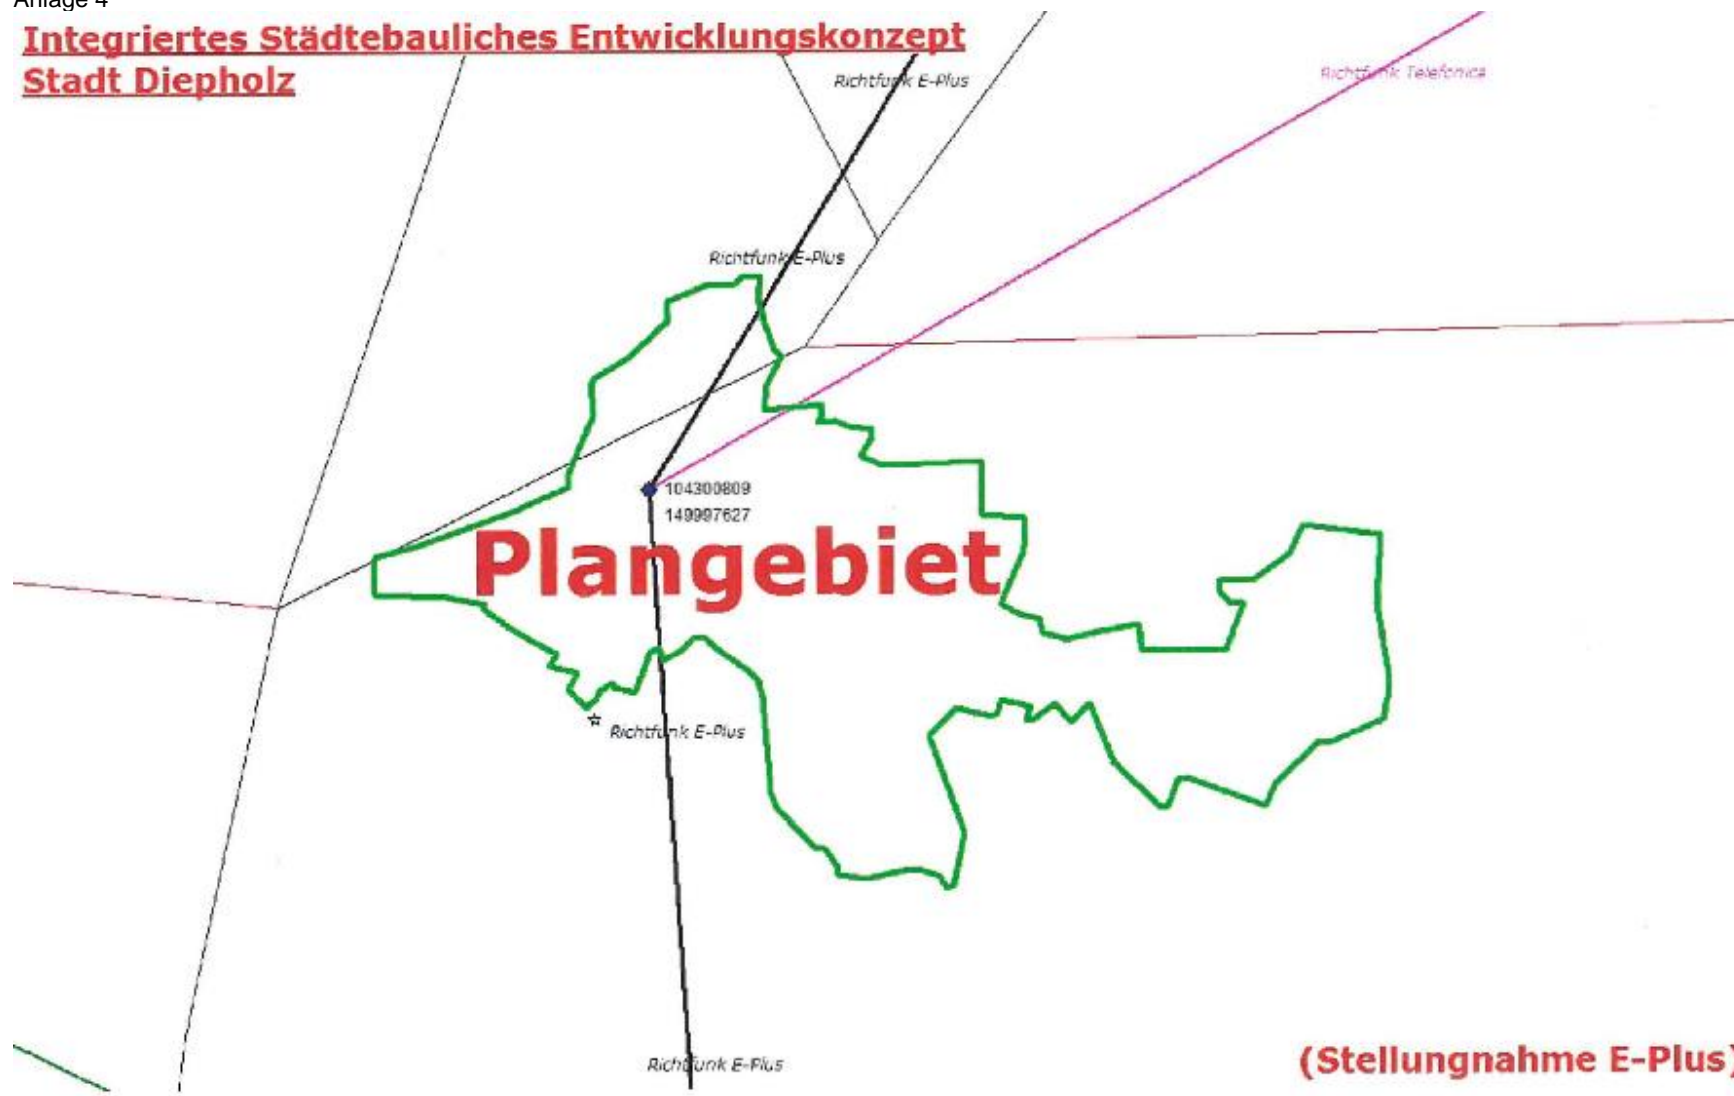 Anlage 4
Integriertes Städtebauliches Entwicklungskonzept
Stadt Diepholz
Richtfunk E-Plus
Richtfunk Telefonica
Richtfunk E-Plus
104300809
149997627
Plangebiet
Richtfunk E-Plus
Richtfunk E-Plus
(Stellungnahme E-Plus)